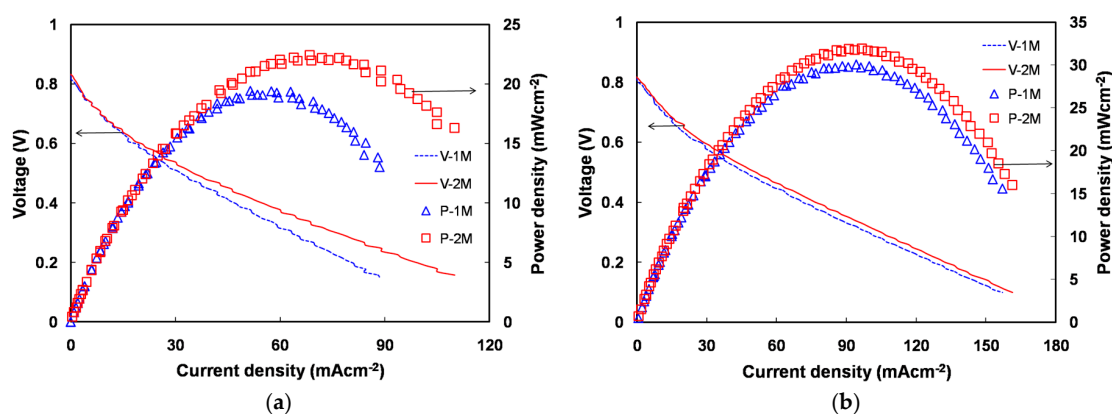 1
0.8
0.6
0.4
0.2
0
Voltage (V)
25
20
15
10
5
0
Power density (mWcm-2)
V-1M
V-2M
P-1M
P-2M
0 30 60 90 120
Current density (mAcm-2)
(a)
1
0.8
0.6
0.4
0.2
0
Voltage (V)
35
30
25
20
15
10
5
0
Power density (mWcm-2)
V-1M
V-2M
P-1M
P-2M
0 30 60 90 120 150 180
Current density (mAcm-2)
(b)